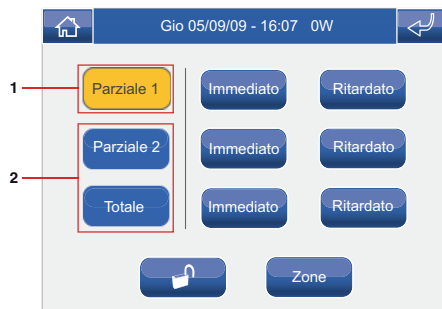 Gio 05/09/09 - 16:07 0W
1
Parziale 1 Immediato Ritardato
Parziale 2 Immediato Ritardato
2
Totale Immediato Ritardato
Zone